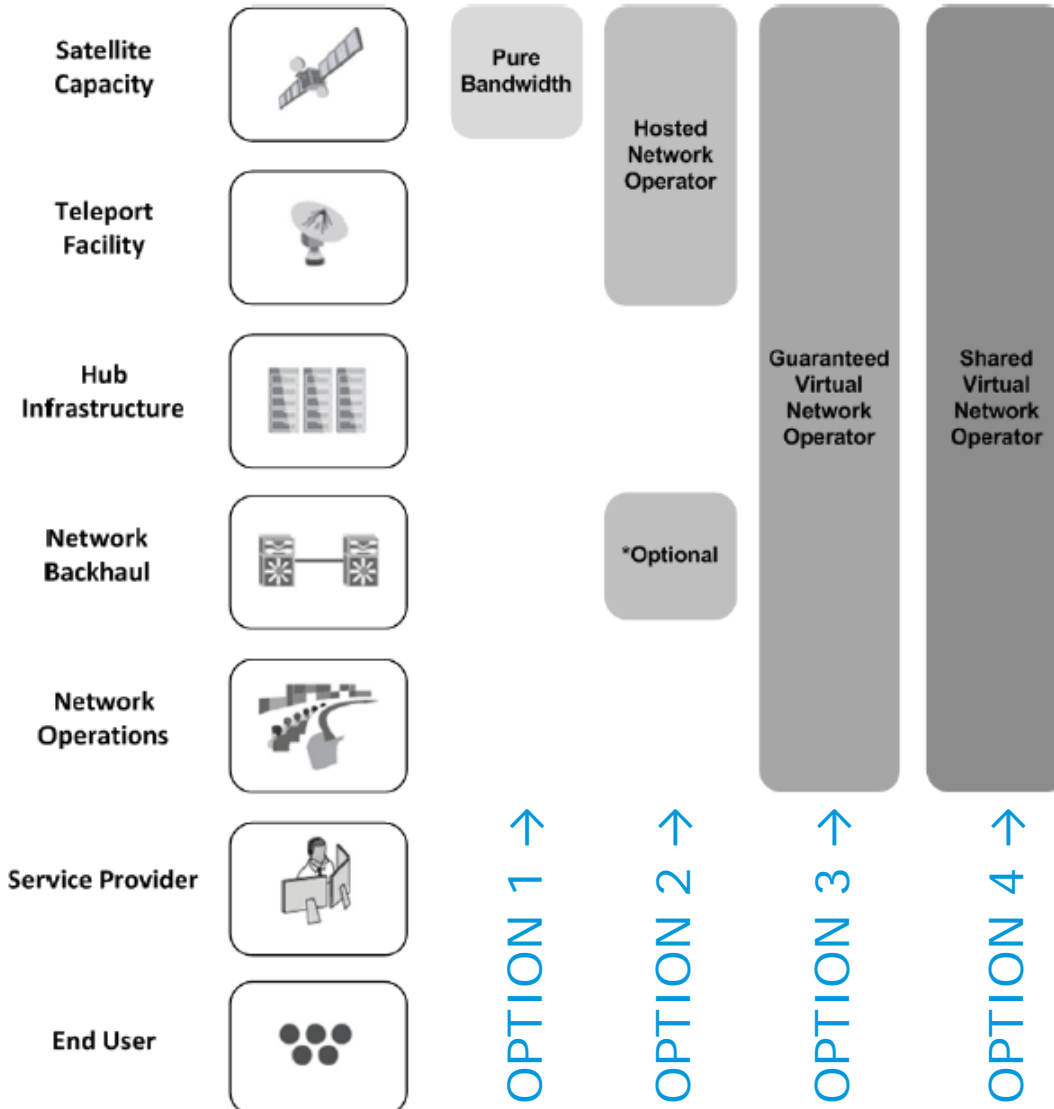 Satellite
Capacity
Pure
Bandwidth
Hosted
Network
Operator
Teleport
Facility
Hub
Infrastructure
Guaranteed
Virtual
Network
Operator
Shared
Virtual
Network
Operator
Network
Backhaul
*Optional
Network
Operations
Service Provider
End User
OPTION 1 →
OPTION 2 →
OPTION 3 →
OPTION 4 →